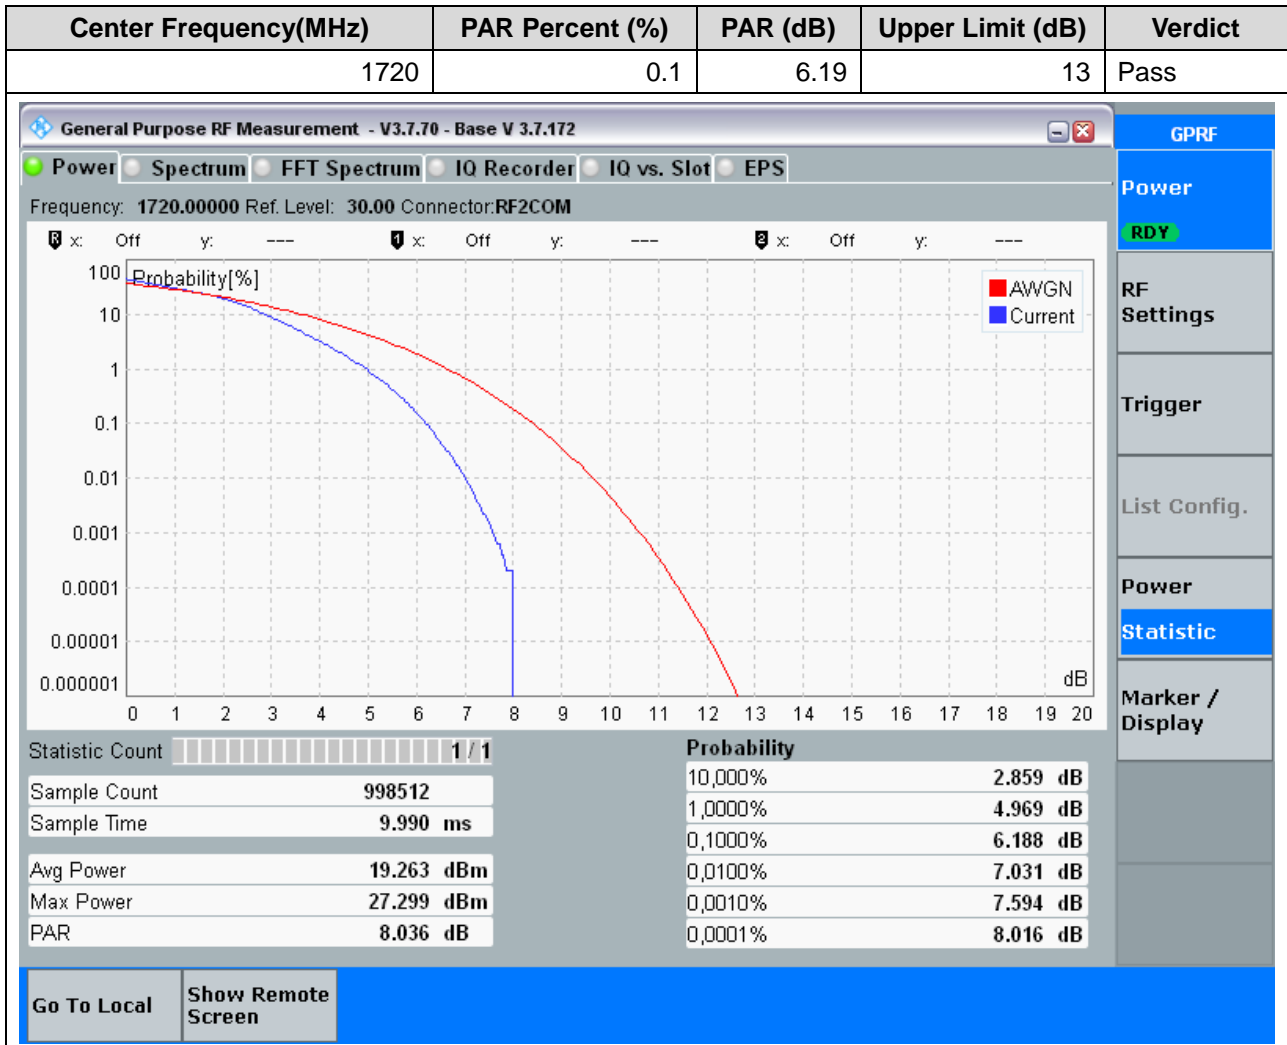 Center Frequency(MHz) PAR Percent (%) PAR (dB) Upper Limit (dB) Verdict
1720 0.1 6.19 13 Pass
General Purpose RF Measurement - V3.7.70 - Base V 3.7.172
GPRF
Power Spectrum FFT Spectrum IQ Recorder IQ vs. Slot EPS
Power
RDY
Frequency: 1720.00000 Ref. Level: 30.00 Connector:RF2COM
R x: Off y: --- 1 x: Off y: --- 2 x: Off y: ---
Probability[%]
AWGN
Current
100
10
1
0.1
0.01
0.001
0.0001
0.00001
0.000001
dB
0 1 2 3 4 5 6 7 8 9 10 11 12 13 14 15 16 17 18 19 20
RF
Settings
Trigger
List Config.
Power
Statistic
Marker /
Display
Statistic Count 1 / 1
Sample Count 998512
Sample Time 9.990 ms
Avg Power 19.263 dBm
Max Power 27.299 dBm
PAR 8.036 dB
Probability
10,000% 2.859 dB
1,0000% 4.969 dB
0,1000% 6.188 dB
0,0100% 7.031 dB
0,0010% 7.594 dB
0,0001% 8.016 dB
Go To Local
Show Remote
Screen